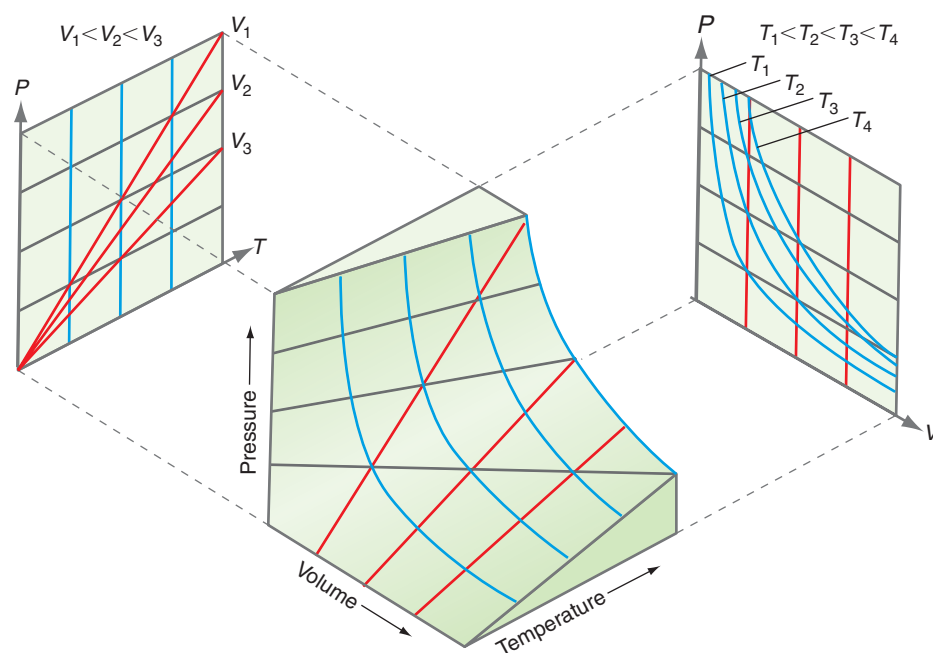 V₁<V₂<V₃
V₁
P
V₂
V₃
T
P
T₁<T₂<T₃<T₄
T₁
T₂
T₃
T₄
V
Pressure
Volume
Temperature